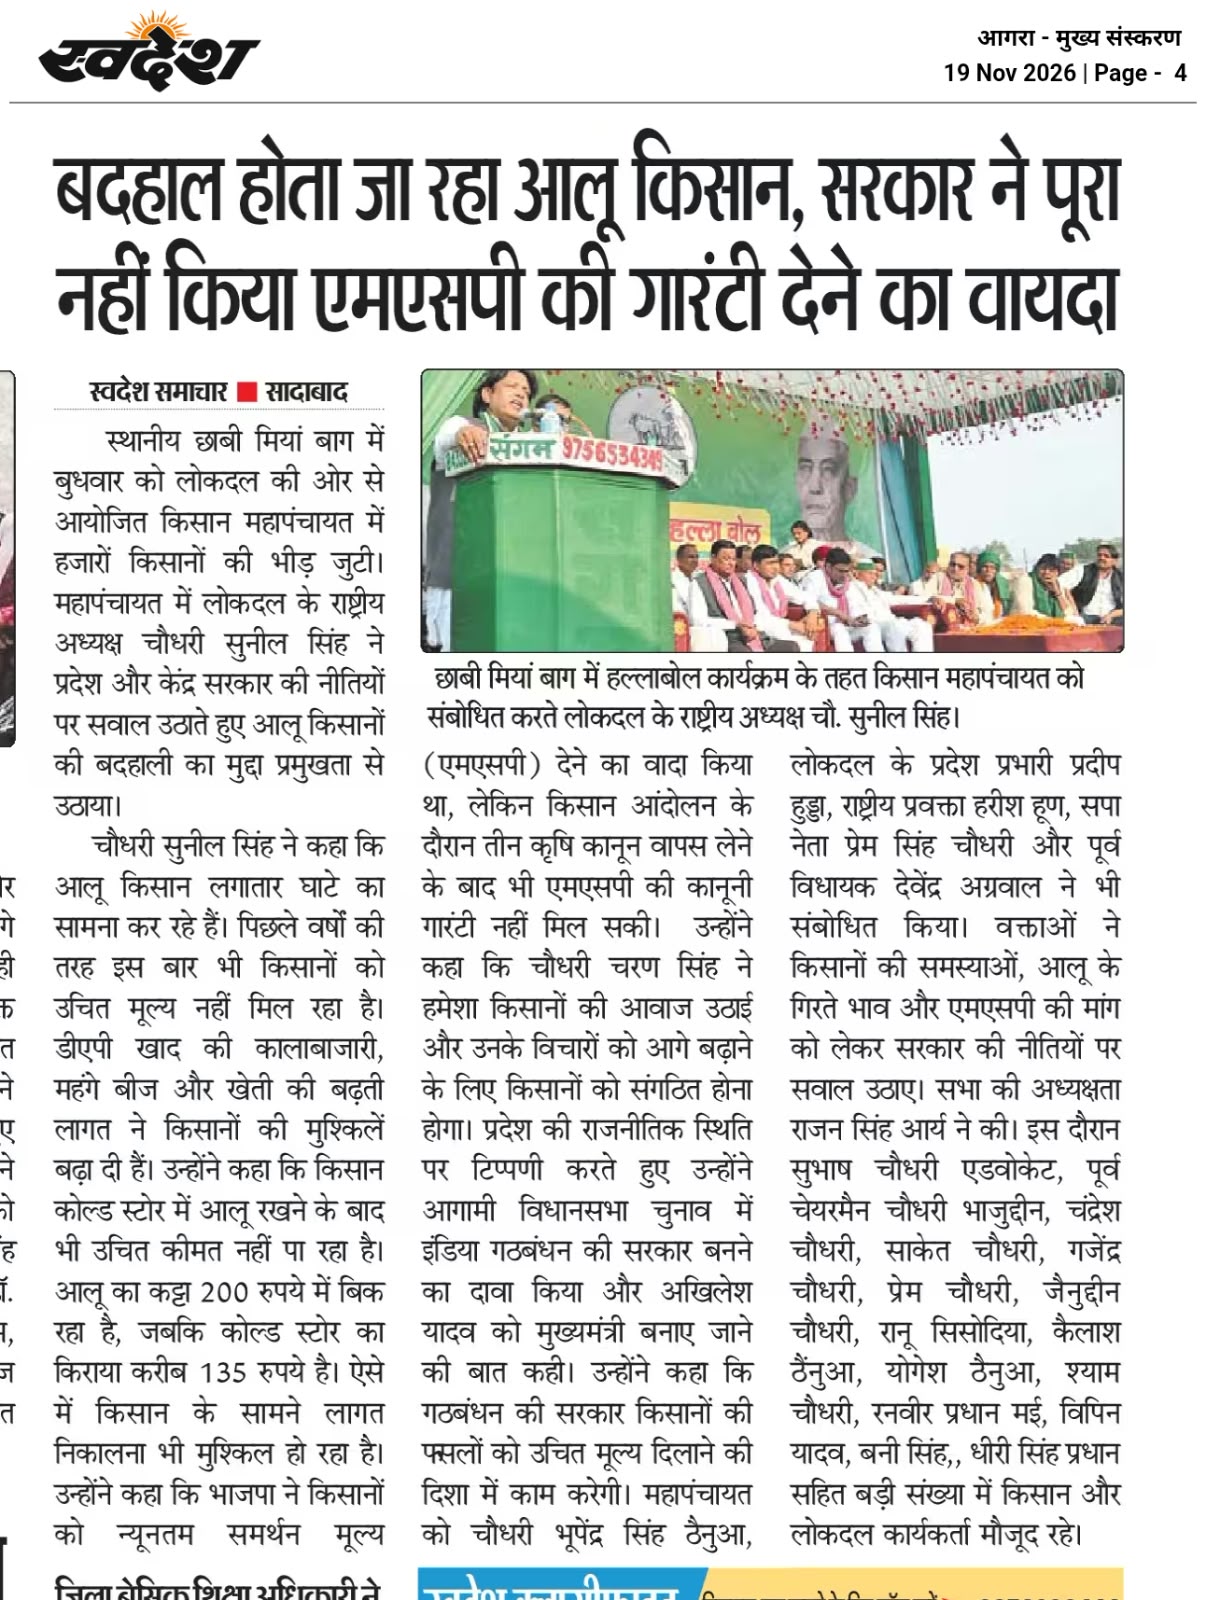 स्वदेश
आगरा - मुख्य संस्करण
19 Nov 2026 | Page - 4
बदहाल होता जा रहा आलू किसान, सरकार ने पूरा
नहीं किया एमएसपी की गारंटी देने का वायदा
स्वदेश समाचार ■ सादाबाद
स्थानीय छाबी मियां बाग में
बुधवार को लोकदल की ओर से
आयोजित किसान महापंचायत में
हजारों किसानों की भीड़ जुटी।
महापंचायत में लोकदल के राष्ट्रीय
अध्यक्ष चौधरी सुनील सिंह ने
प्रदेश और केंद्र सरकार की नीतियों
पर सवाल उठाते हुए आलू किसानों
की बदहाली का मुद्दा प्रमुखता से
उठाया।
चौधरी सुनील सिंह ने कहा कि
आलू किसान लगातार घाटे का
सामना कर रहे हैं। पिछले वर्षों की
तरह इस बार भी किसानों को
उचित मूल्य नहीं मिल रहा है।
डीएपी खाद की कालाबाजारी,
महंगे बीज और खेती की बढ़ती
लागत ने किसानों की मुश्किलें
बढ़ा दी हैं। उन्होंने कहा कि किसान
कोल्ड स्टोर में आलू रखने के बाद
भी उचित कीमत नहीं पा रहा है।
आलू का कट्टा 200 रुपये में बिक
रहा है, जबकि कोल्ड स्टोर का
किराया करीब 135 रुपये है। ऐसे
में किसान के सामने लागत
निकालना भी मुश्किल हो रहा है।
उन्होंने कहा कि भाजपा ने किसानों
को न्यूनतम समर्थन मूल्य
संगम 9756534349
हल्ला बोल
छाबी मियां बाग में हल्लाबोल कार्यक्रम के तहत किसान महापंचायत को
संबोधित करते लोकदल के राष्ट्रीय अध्यक्ष चौ. सुनील सिंह।
(एमएसपी) देने का वादा किया
था, लेकिन किसान आंदोलन के
दौरान तीन कृषि कानून वापस लेने
के बाद भी एमएसपी की कानूनी
गारंटी नहीं मिल सकी। उन्होंने
कहा कि चौधरी चरण सिंह ने
हमेशा किसानों की आवाज उठाई
और उनके विचारों को आगे बढ़ाने
के लिए किसानों को संगठित होना
होगा। प्रदेश की राजनीतिक स्थिति
पर टिप्पणी करते हुए उन्होंने
आगामी विधानसभा चुनाव में
इंडिया गठबंधन की सरकार बनने
का दावा किया और अखिलेश
यादव को मुख्यमंत्री बनाए जाने
की बात कही। उन्होंने कहा कि
गठबंधन की सरकार किसानों की
फसलों को उचित मूल्य दिलाने की
दिशा में काम करेगी। महापंचायत
को चौधरी भूपेंद्र सिंह ठैनुआ,
लोकदल के प्रदेश प्रभारी प्रदीप
हुड्डा, राष्ट्रीय प्रवक्ता हरीश हूण, सपा
नेता प्रेम सिंह चौधरी और पूर्व
विधायक देवेंद्र अग्रवाल ने भी
संबोधित किया। वक्ताओं ने
किसानों की समस्याओं, आलू के
गिरते भाव और एमएसपी की मांग
को लेकर सरकार की नीतियों पर
सवाल उठाए। सभा की अध्यक्षता
राजन सिंह आर्य ने की। इस दौरान
सुभाष चौधरी एडवोकेट, पूर्व
चेयरमैन चौधरी भाजुद्दीन, चंद्रेश
चौधरी, साकेत चौधरी, गजेंद्र
चौधरी, प्रेम चौधरी, जैनुद्दीन
चौधरी, रानू सिसोदिया, कैलाश
ठैंनुआ, योगेश ठैनुआ, श्याम
चौधरी, रनवीर प्रधान मई, विपिन
यादव, बनी सिंह,, धीरी सिंह प्रधान
सहित बड़ी संख्या में किसान और
लोकदल कार्यकर्ता मौजूद रहे।
जिला बेसिक शिक्षा अधिकारी ने